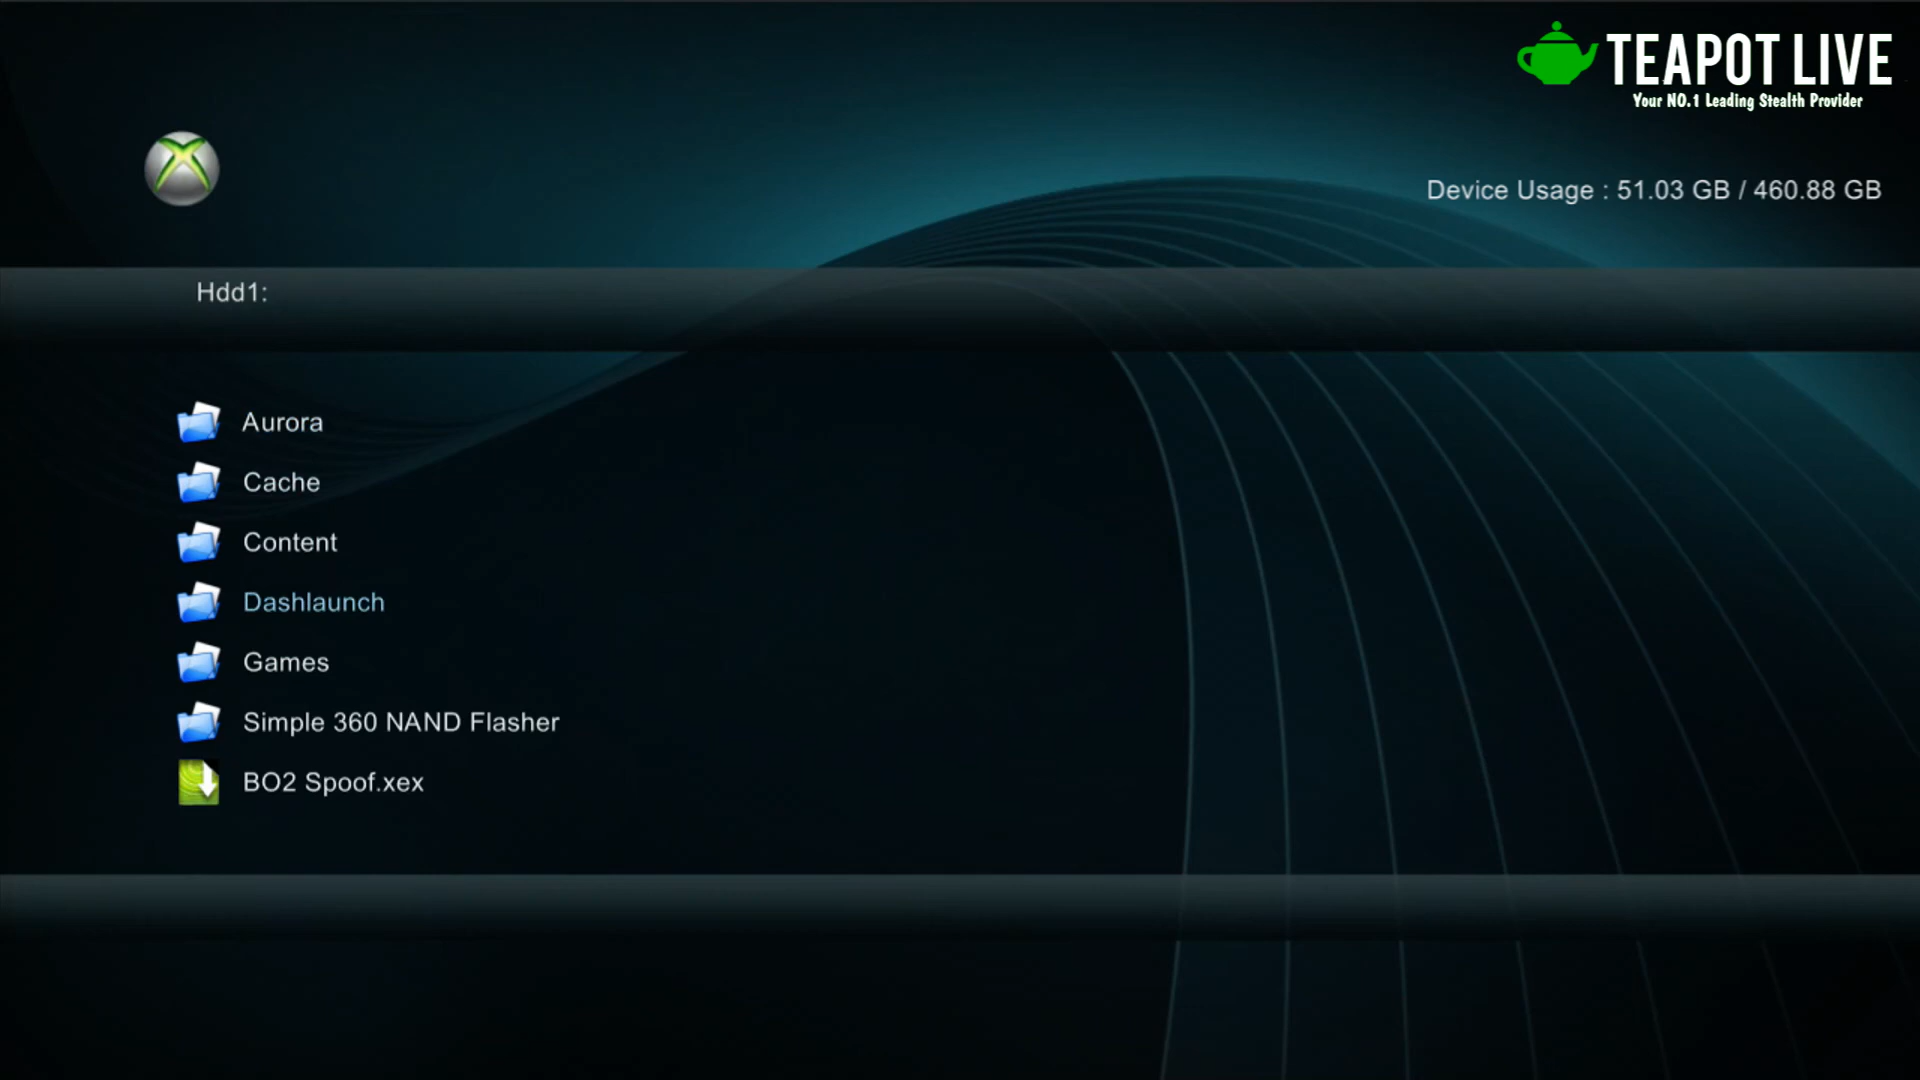 TEAPOT LIVE
Your NO.1 Leading Stealth Provider
Device Usage : 51.03 GB / 460.88 GB
Hdd1:
Aurora
Cache
Content
Dashlaunch
Games
Simple 360 NAND Flasher
BO2 Spoof.xex